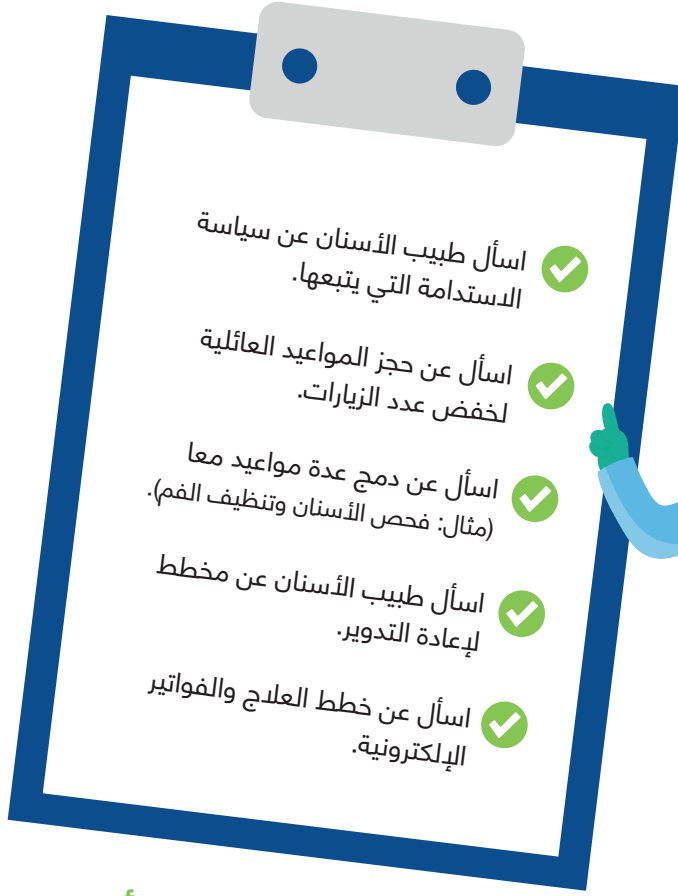 اسأل طبيب الأسنان عن سياسة
الاستدامة التي يتبعها.
اسأل عن حجز المواعيد العائلية
لخفض عدد الزيارات.
اسأل عن دمج عدة مواعيد معا
(مثال: فحص الأسنان وتنظيف الفم).
اسأل طبيب الأسنان عن مخطط
لإعادة التدوير.
اسأل عن خطط العلاج والفواتير
الإلكترونية.